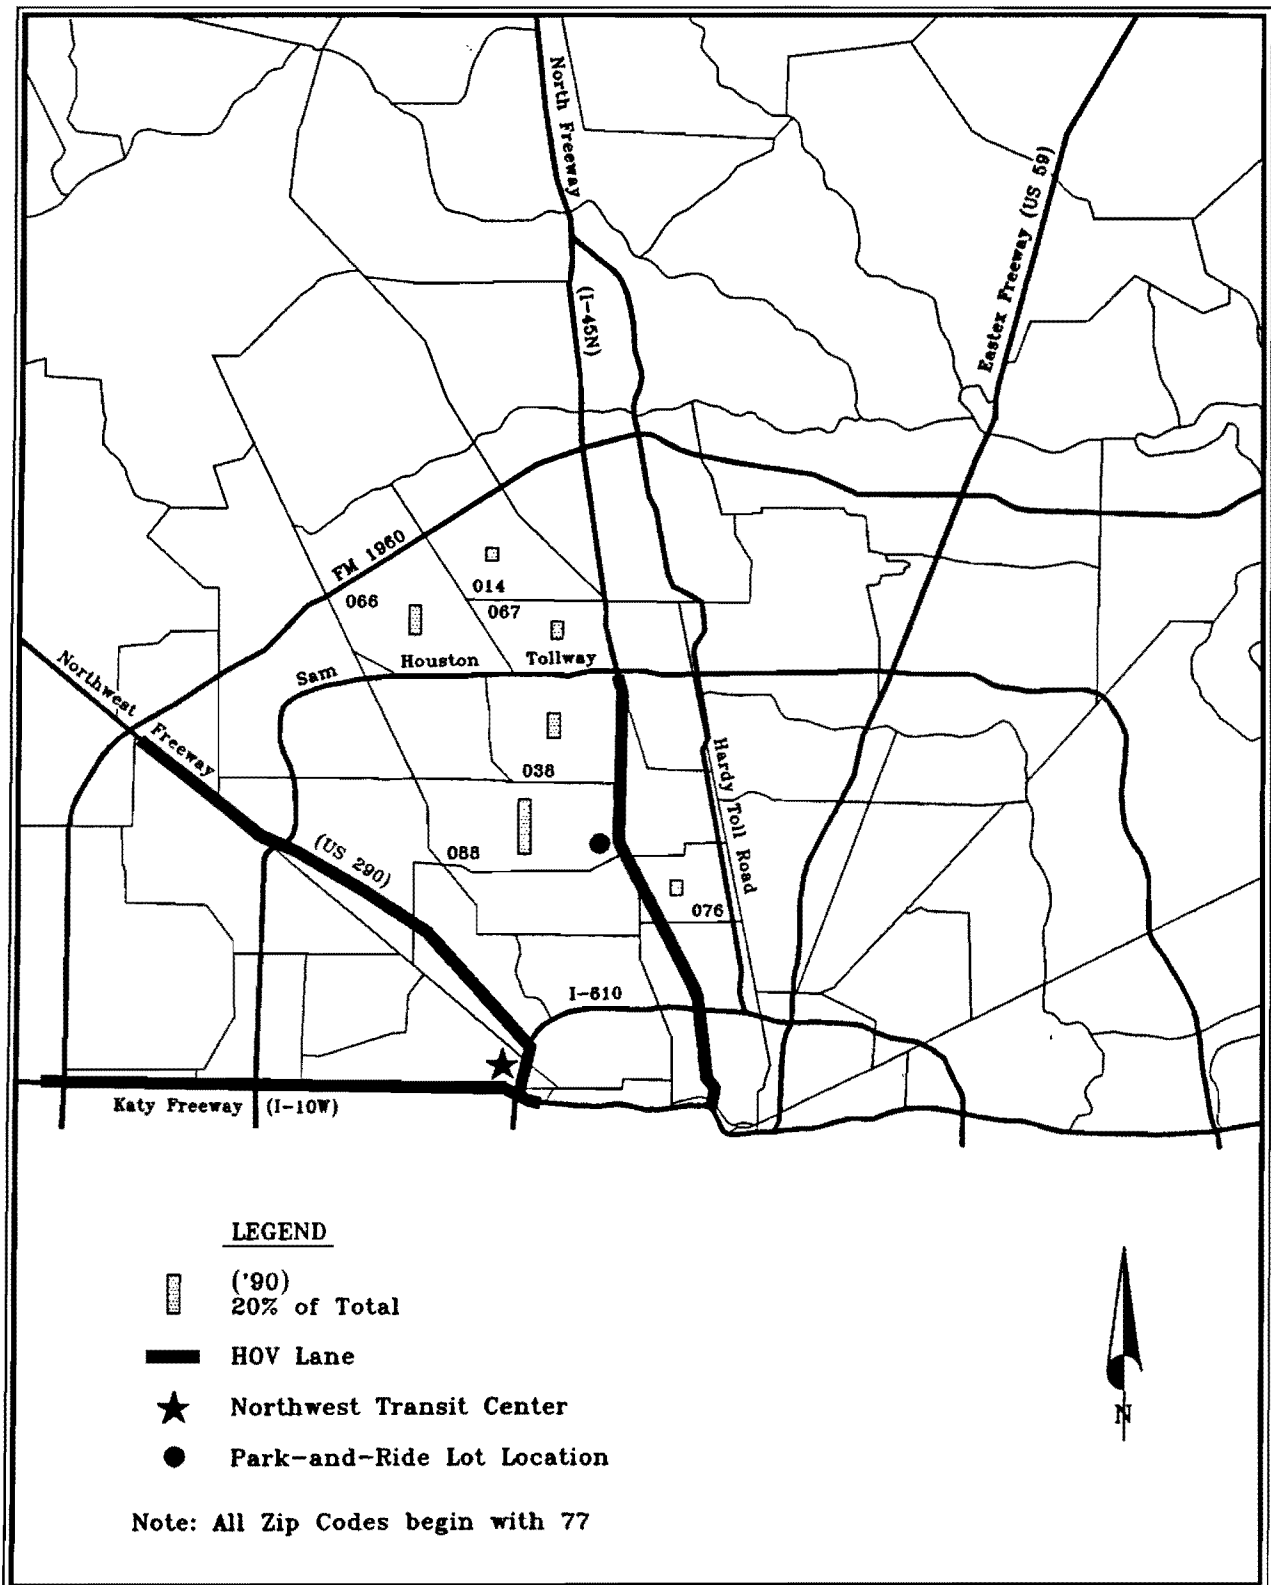 North Freeway
Eastex Freeway (US 59)
(I-45N)
FM 1960
014
066
067
Houston
Tollway
Sam
Northwest
Freeway
038
Hardy Toll Road
(US 290)
088
076
I-610
Katy Freeway (I-10W)
LEGEND
('90)
20% of Total
HOV Lane
Northwest Transit Center
Park-and-Ride Lot Location
N
Note: All Zip Codes begin with 77